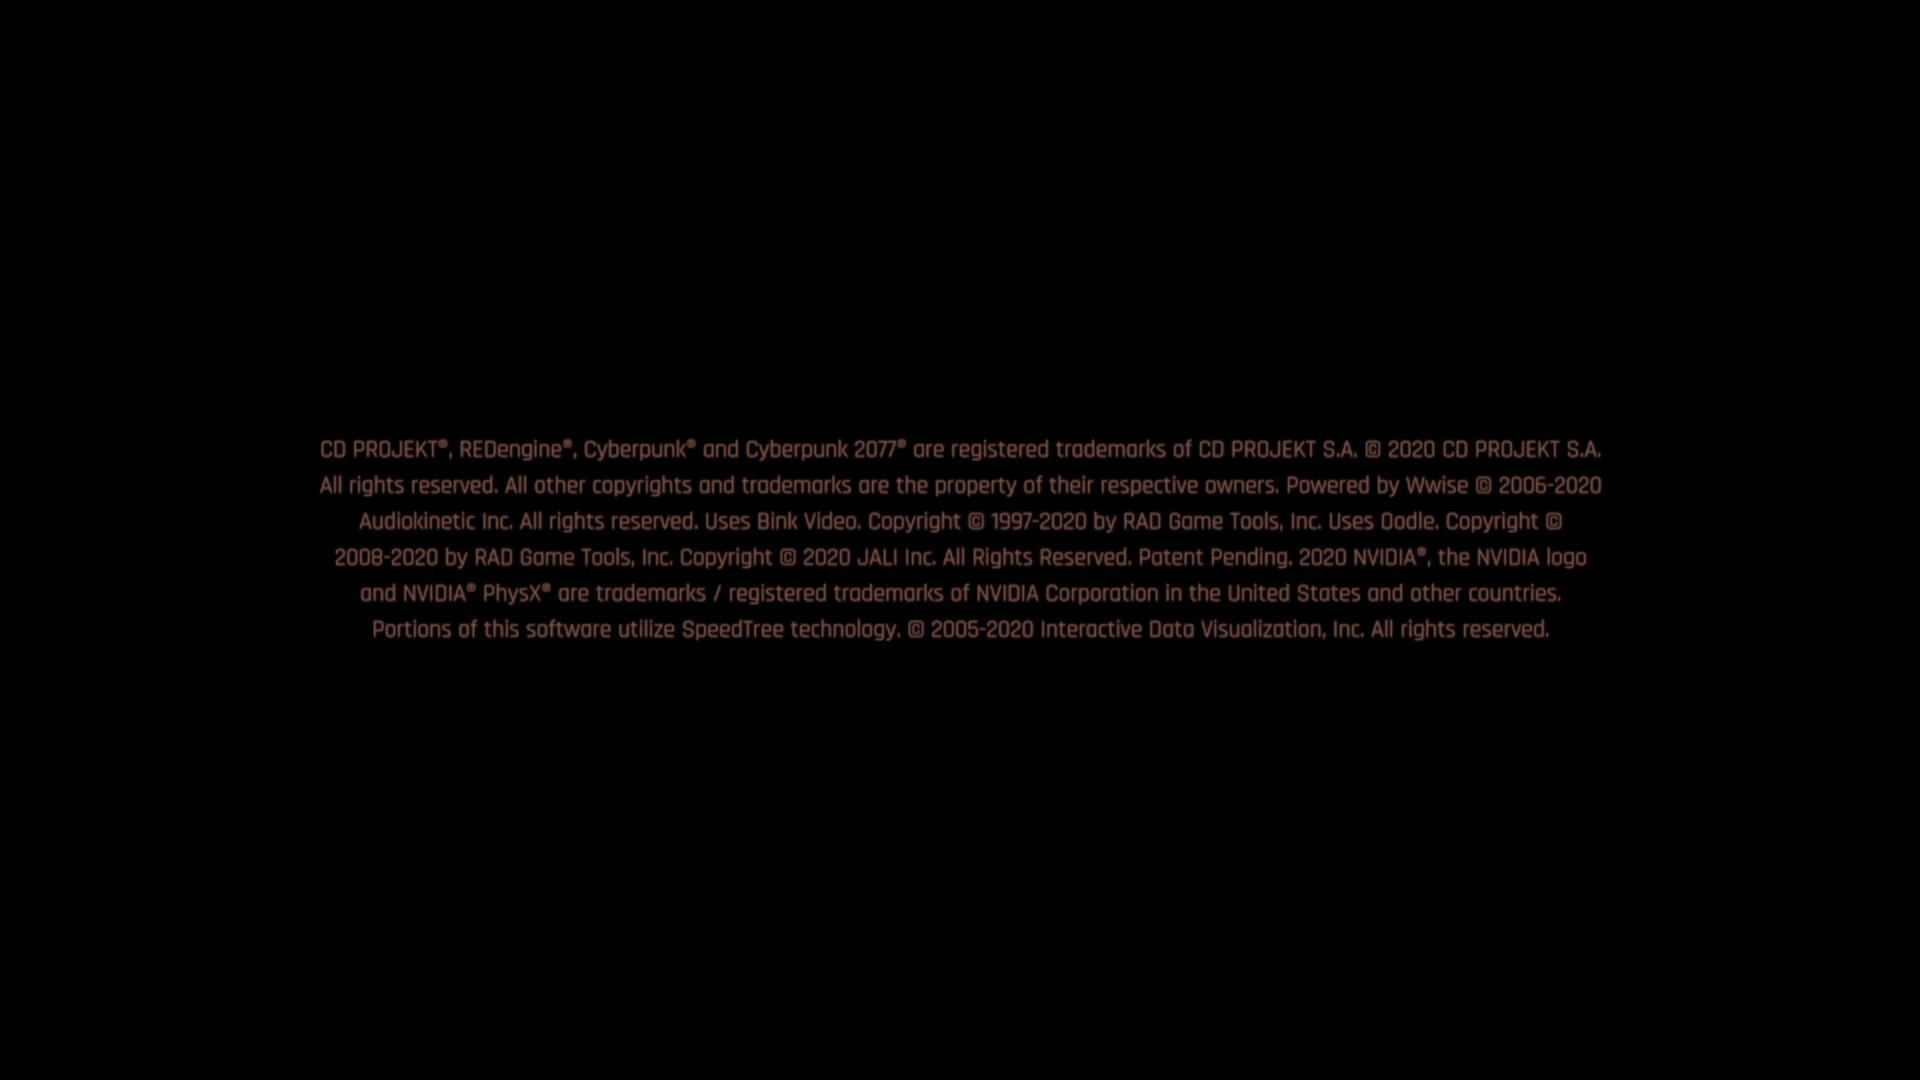 CD PROJEKT®, REDengine®, Cyberpunk® and Cyberpunk 2077® are registered trademarks of CD PROJEKT S.A. © 2020 CD PROJEKT S.A.
All rights reserved. All other copyrights and trademarks are the property of their respective owners. Powered by Wwise © 2006-2020
Audiokinetic Inc. All rights reserved. Uses Bink Video. Copyright © 1997-2020 by RAD Game Tools, Inc. Uses Oodle. Copyright ©
2008-2020 by RAD Game Tools, Inc. Copyright © 2020 JALI Inc. All Rights Reserved. Patent Pending. 2020 NVIDIA®, the NVIDIA logo
and NVIDIA® PhysX® are trademarks / registered trademarks of NVIDIA Corporation in the United States and other countries.
Portions of this software utilize SpeedTree technology. © 2005-2020 Interactive Data Visualization, Inc. All rights reserved.